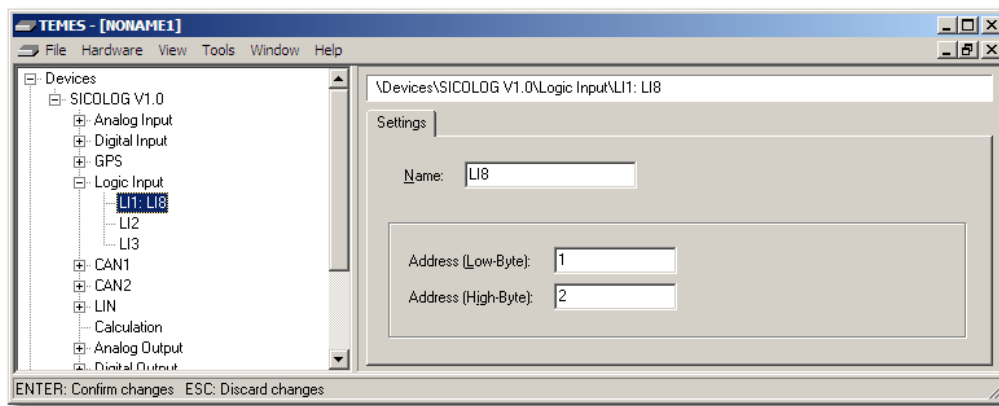 TEMES - [NONAME1]
File Hardware View Tools Window Help
Devices
SICOLOG V1.0
Analog Input
Digital Input
GPS
Logic Input
LI1: LI8
LI2
LI3
CAN1
CAN2
LIN
Calculation
Analog Output
Digital Output
\Devices\SICOLOG V1.0\Logic Input\LI1: LI8
Settings
Name: LI8
Address (Low-Byte): 1
Address (High-Byte): 2
ENTER: Confirm changes ESC: Discard changes